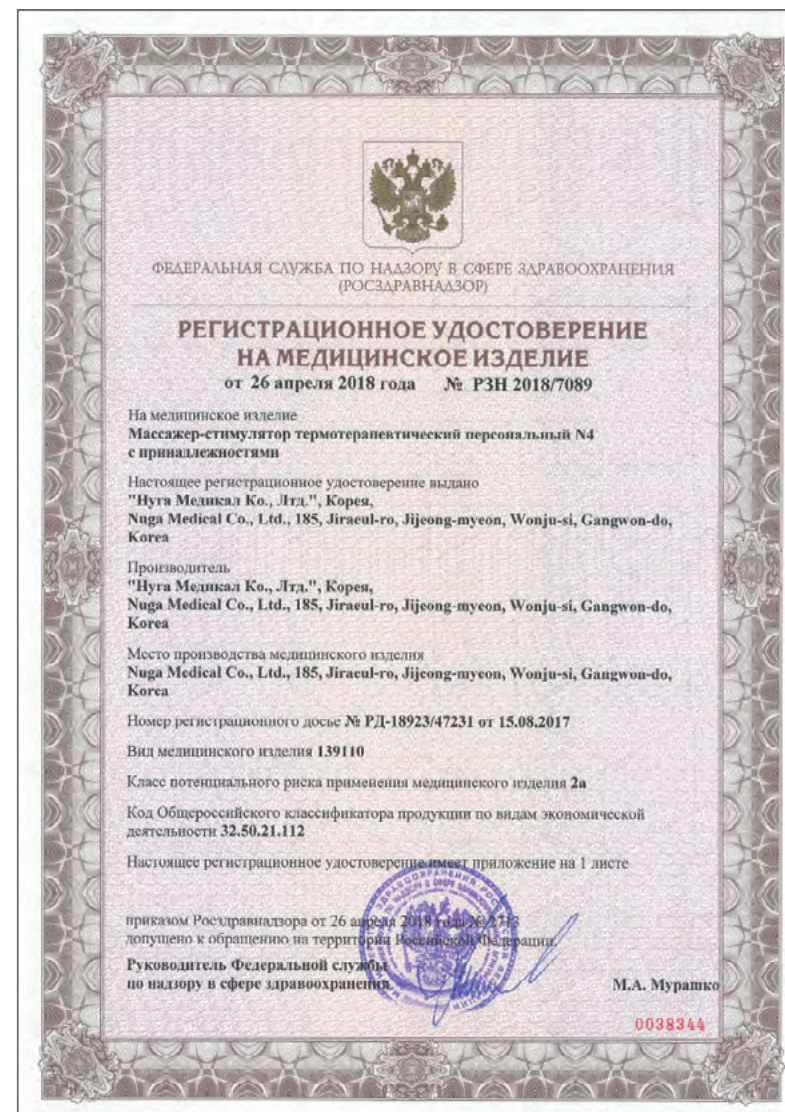 ФЕДЕРАЛЬНАЯ СЛУЖБА ПО НАДЗОРУ В СФЕРЕ ЗДРАВООХРАНЕНИЯ
(РОСЗДРАВНАДЗОР)
РЕГИСТРАЦИОННОЕ УДОСТОВЕРЕНИЕ
НА МЕДИЦИНСКОЕ ИЗДЕЛИЕ
от 26 апреля 2018 года № РЗН 2018/7089
На медицинское изделие
Массажер-стимулятор термотерапевтический персональный N4
с принадлежностями
Настоящее регистрационное удостоверение выдано
"Нуга Медикал Ко., Лтд.", Корея,
Nuga Medical Co., Ltd., 185, Jiraeul-ro, Jijeong-myeon, Wonju-si, Gangwon-do,
Korea
Производитель
"Нуга Медикал Ко., Лтд.", Корея,
Nuga Medical Co., Ltd., 185, Jiraeul-ro, Jijeong-myeon, Wonju-si, Gangwon-do,
Korea
Место производства медицинского изделия
Nuga Medical Co., Ltd., 185, Jiraeul-ro, Jijeong-myeon, Wonju-si, Gangwon-do,
Korea
Номер регистрационного досье № РД-18923/47231 от 15.08.2017
Вид медицинского изделия 139110
Класс потенциального риска применения медицинского изделия 2а
Код Общероссийского классификатора продукции по видам экономической
деятельности 32.50.21.112
Настоящее регистрационное удостоверение имеет приложение на 1 листе
приказом Росздравнадзора от 26 апреля 2018 года № 2713
допущено к обращению на территории Российской Федерации.
Руководитель Федеральной службы
по надзору в сфере здравоохранения
М.А. Мурашко
0038344